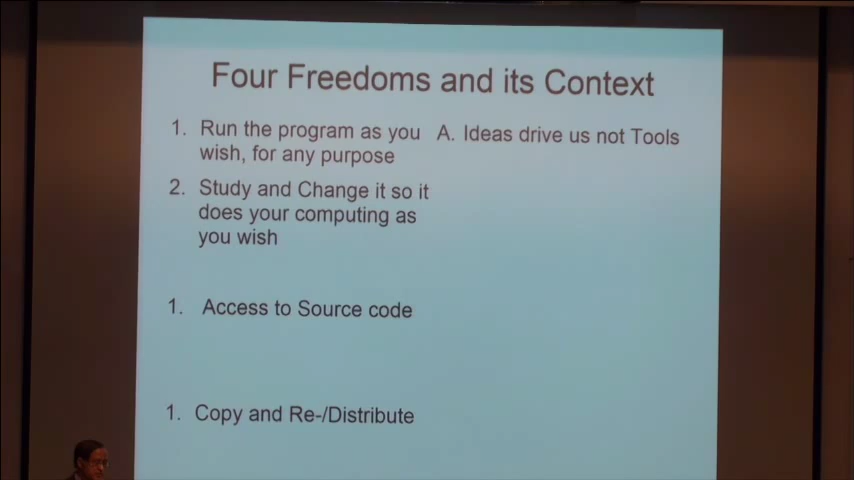 Four Freedoms and its Context
1. Run the program as you
wish, for any purpose
2. Study and Change it so it
does your computing as
you wish
1. Access to Source code
1. Copy and Re-/Distribute
A. Ideas drive us not Tools